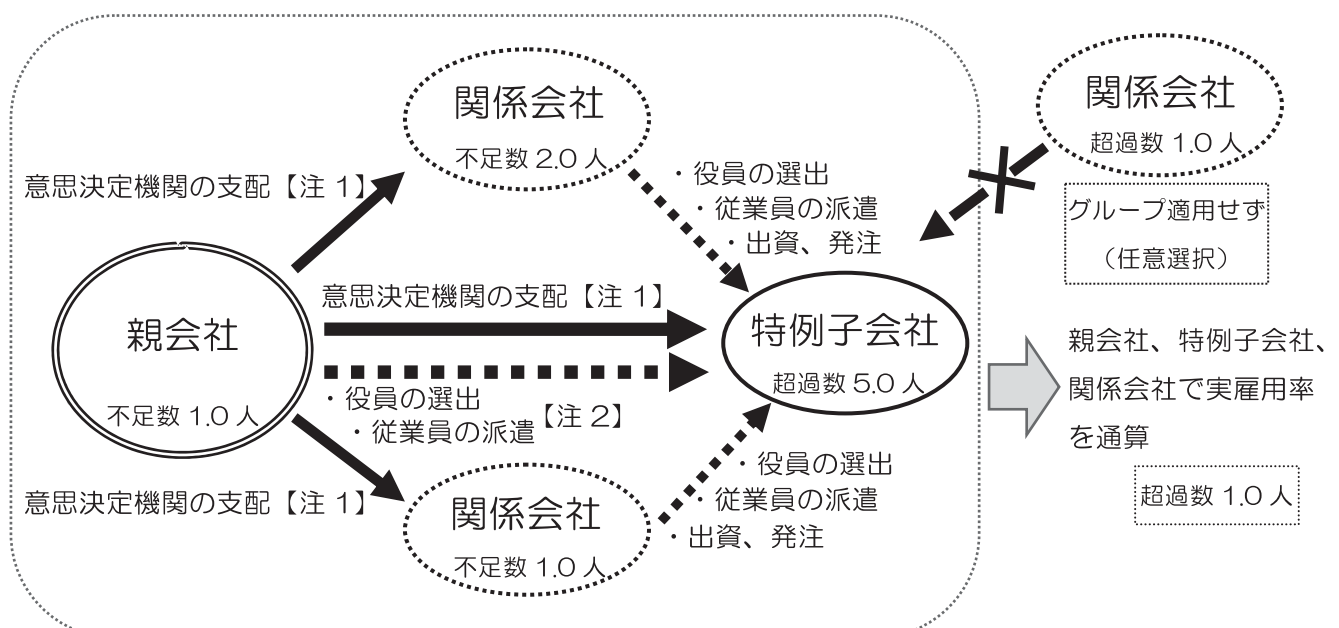 関係会社
不足数 2.0 人
関係会社
超過数 1.0 人
意思決定機関の支配【注 1】
・役員の選出
・従業員の派遣
・出資、発注
グループ適用せず
（任意選択）
親会社
不足数 1.0 人
意思決定機関の支配【注 1】
・役員の選出
・従業員の派遣
【注 2】
特例子会社
超過数 5.0 人
親会社、特例子会社、
関係会社で実雇用率
を通算
超過数 1.0 人
意思決定機関の支配【注 1】
関係会社
不足数 1.0 人
・役員の選出
・従業員の派遣
・出資、発注